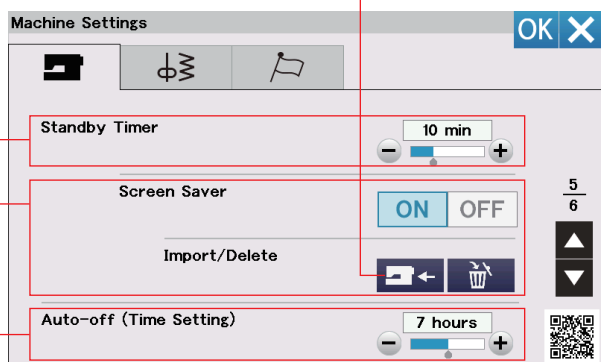 Machine Settings
OK
Standby Timer
10 min
Screen Saver
ON OFF
5
6
Import/Delete
Auto-off (Time Setting)
7 hours